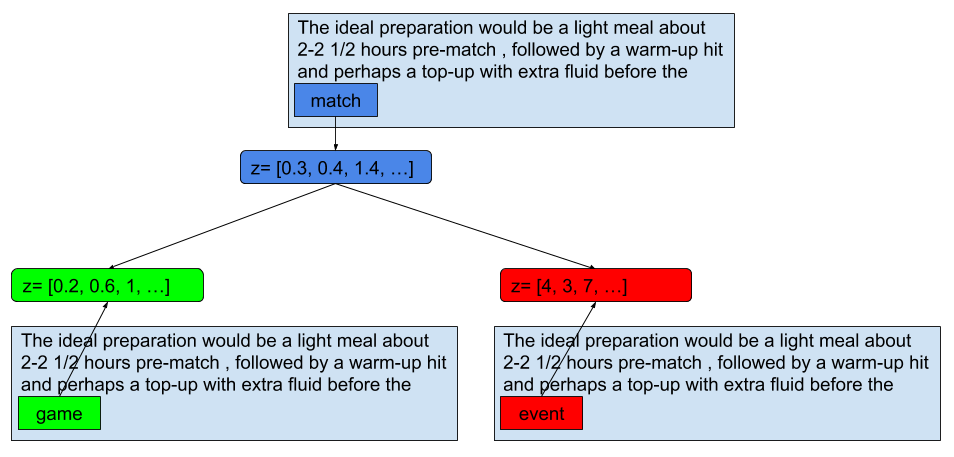 The ideal preparation would be a light meal about
2-2 1/2 hours pre-match , followed by a warm-up hit
and perhaps a top-up with extra fluid before the
match
z= [0.3, 0.4, 1.4, …]
z= [0.2, 0.6, 1, …]
z= [4, 3, 7, …]
The ideal preparation would be a light meal about
2-2 1/2 hours pre-match , followed by a warm-up hit
and perhaps a top-up with extra fluid before the
game
The ideal preparation would be a light meal about
2-2 1/2 hours pre-match , followed by a warm-up hit
and perhaps a top-up with extra fluid before the
event